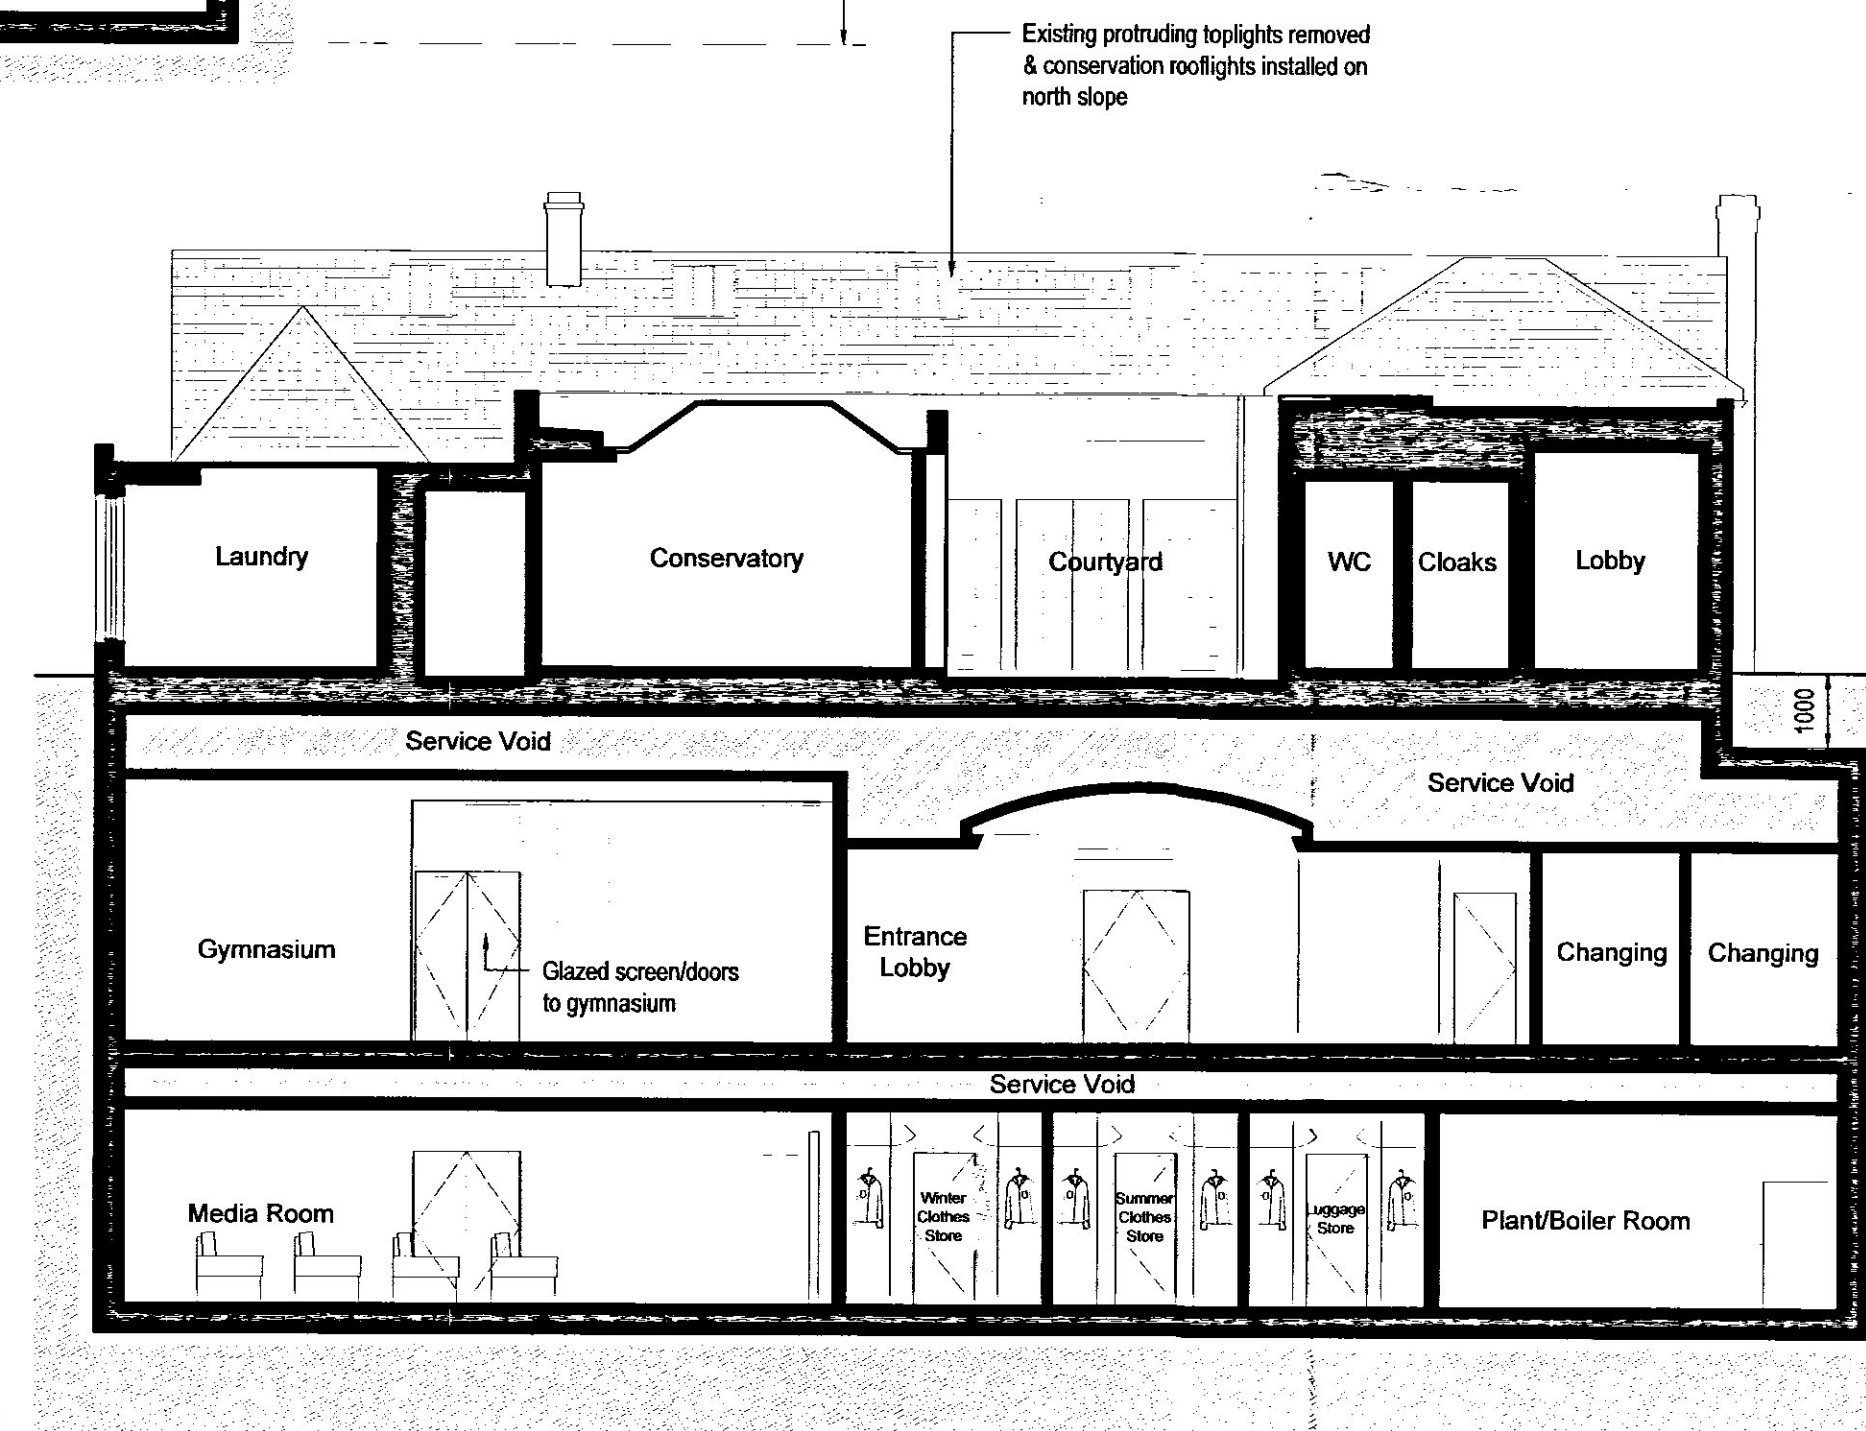 Existing protruding toplights removed
& conservation rooflights installed on
north slope
Laundry
Conservatory
Courtyard
WC
Cloaks
Lobby
1000
Service Void
Service Void
Gymnasium
Glazed screen/doors
to gymnasium
Entrance
Lobby
Changing
Changing
Service Void
Media Room
Winter
Clothes
Store
Summer
Clothes
Store
Luggage
Store
Plant/Boiler Room